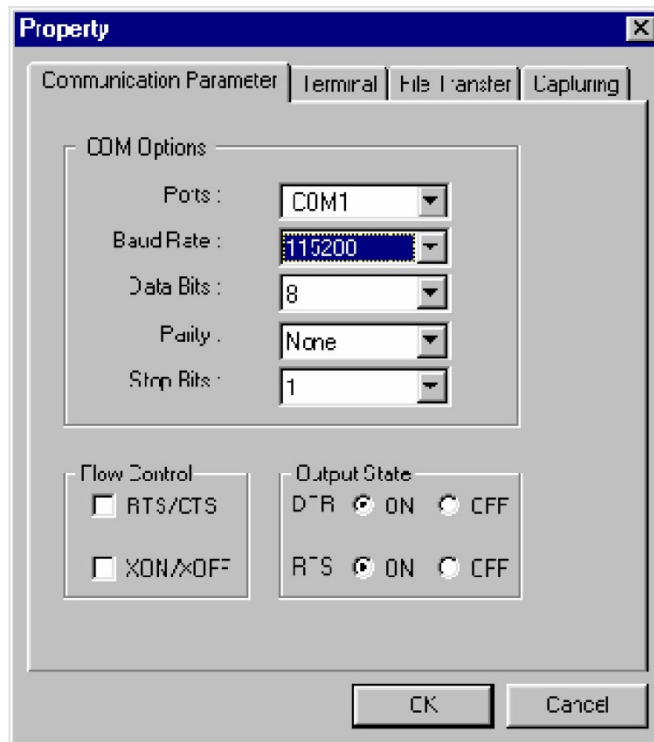 Property
Communication Parameter Terminal File Transfer Capturing
COM Options
Ports : COM1
Baud Rate : 115200
Data Bits : 8
Parity : None
Stop Bits : 1
Flow Control
RTS/CTS
XON/XOFF
Output State
DTR ON OFF
RTS ON OFF
OK Cancel